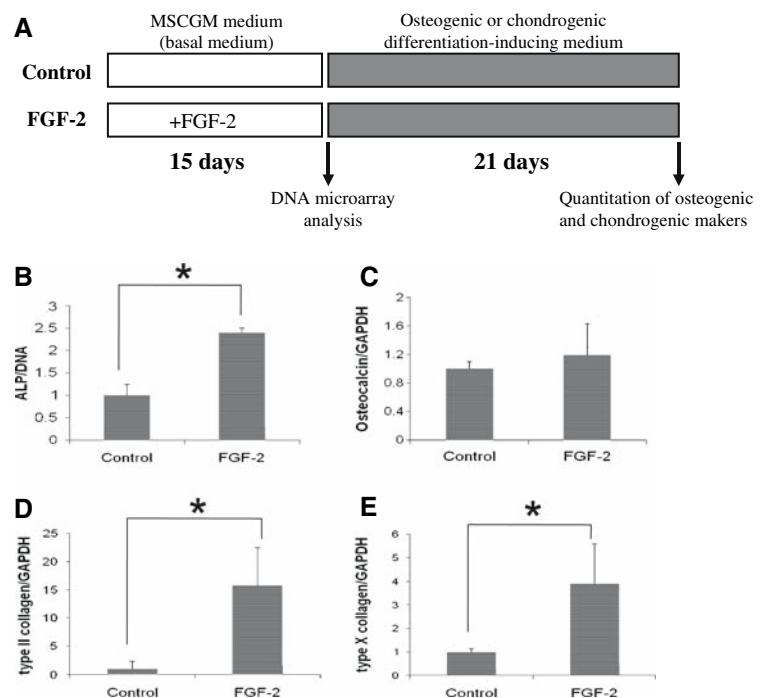 A
MSCGM medium
(basal medium)
Osteogenic or chondrogenic
differentiation-inducing medium
Control
FGF-2
+FGF-2
15 days
21 days
DNA microarray
analysis
Quantitation of osteogenic
and chondrogenic makers
B
*
ALP/DNA
3
2.5
2
1.5
1
0.5
0
Control
FGF-2
C
Osteocalcin/GAPDH
2
1.6
1.2
0.8
0.4
0
Control
FGF-2
D
*
type II collagen/GAPDH
25
20
15
10
5
0
Control
FGF-2
E
*
type X collagen/GAPDH
6
5
4
3
2
1
0
Control
FGF-2